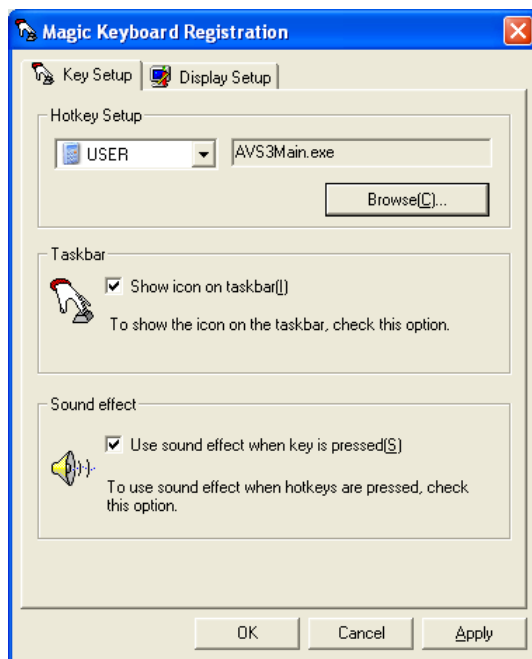 Magic Keyboard Registration
Key Setup
Display Setup
Hotkey Setup
USER
AVS3Main.exe
Browse(C)...
Taskbar
Show icon on taskbar(I)
To show the icon on the taskbar, check this option.
Sound effect
Use sound effect when key is pressed(S)
To use sound effect when hotkeys are pressed, check
this option.
OK
Cancel
Apply